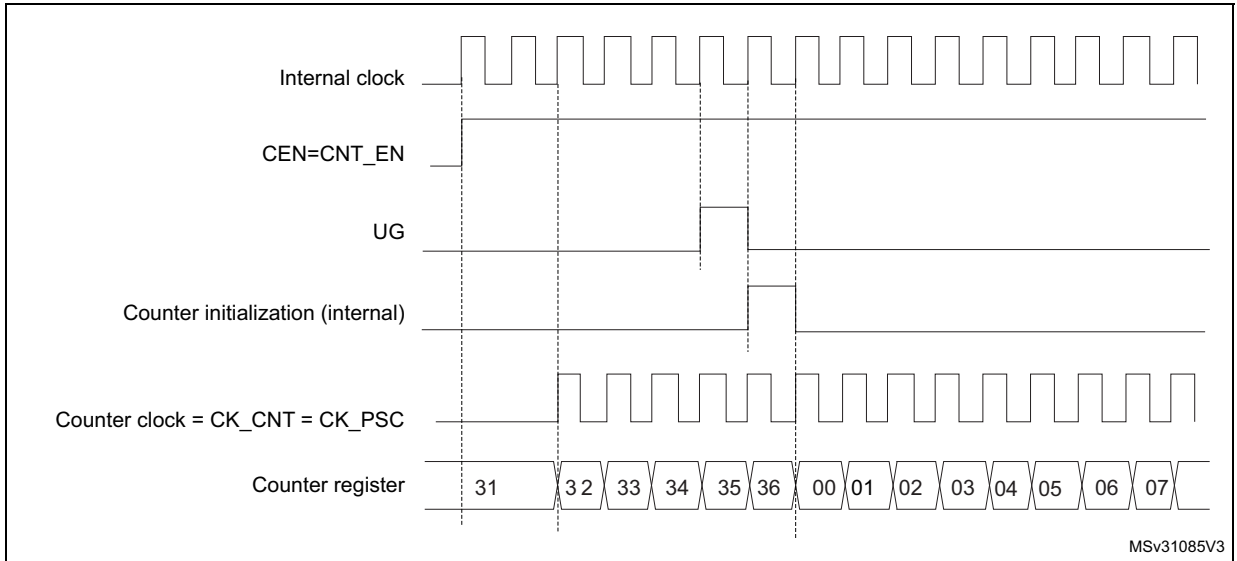 Internal clock
CEN=CNT_EN
UG
Counter initialization (internal)
Counter clock = CK_CNT = CK_PSC
Counter register 31 32 33 34 35 36 00 01 02 03 04 05 06 07
MSv31085V3